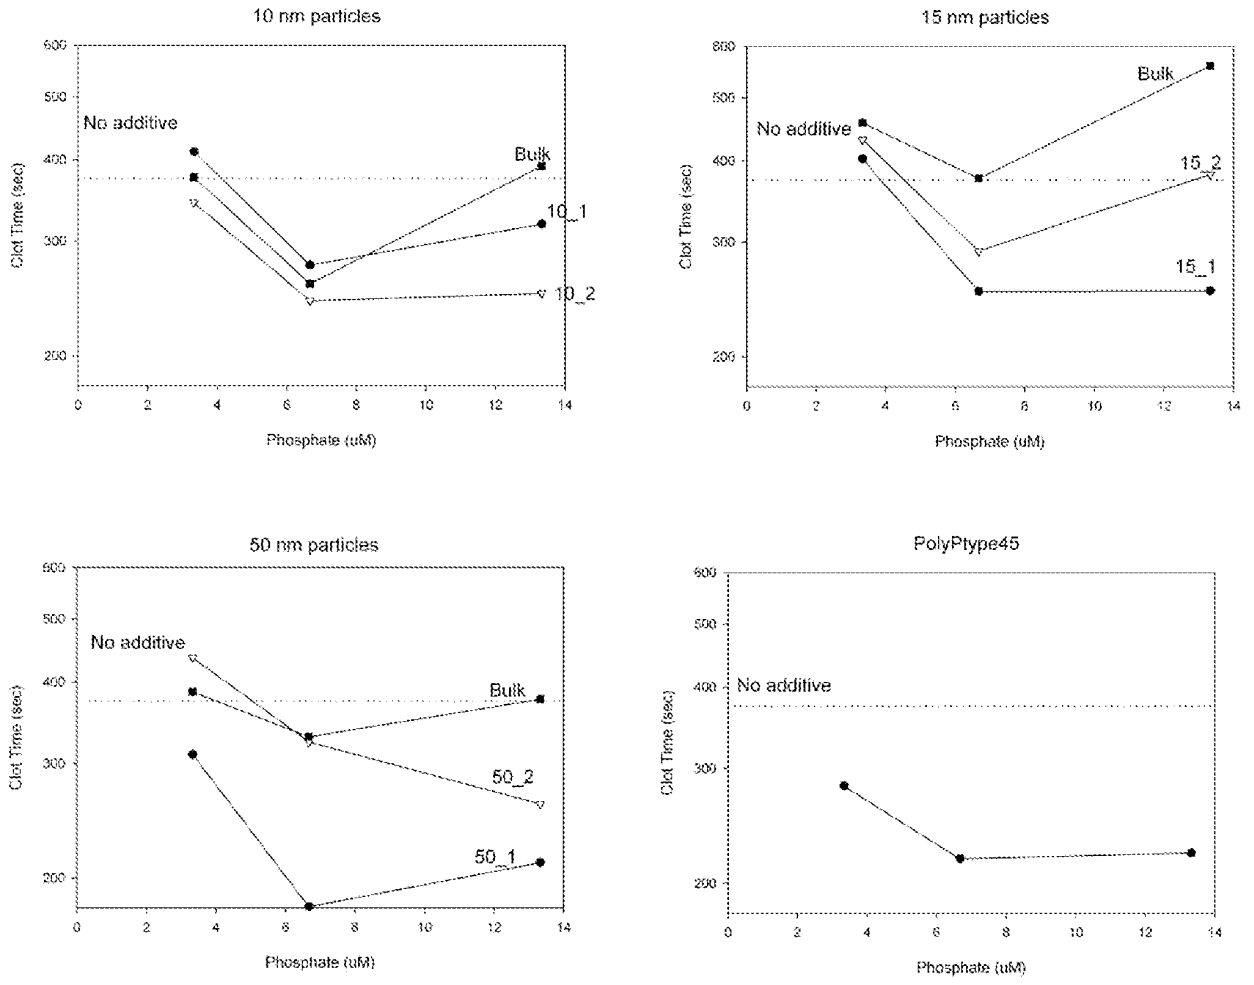 10 nm particles
600
500
400
300
200
No additive
Bulk
10_1
10_2
Clot Time (sec)
0 2 4 6 8 10 12 14
Phosphate (uM)
15 nm particles
600
500
400
300
200
No additive
Bulk
15_2
15_1
Clot Time (sec)
0 2 4 6 8 10 12 14
Phosphate (uM)
50 nm particles
600
500
400
300
200
No additive
Bulk
50_2
50_1
Clot Time (sec)
0 2 4 6 8 10 12 14
Phosphate (uM)
PolyPtype45
600
500
400
300
200
No additive
Clot Time (sec)
0 2 4 6 8 10 12 14
Phosphate (uM)